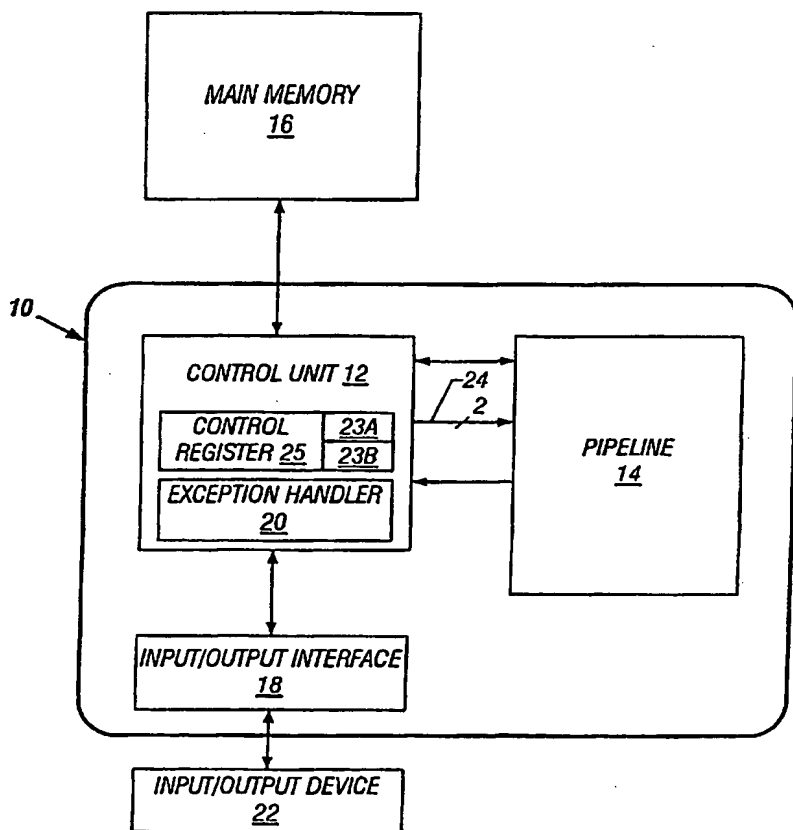 MAIN MEMORY
16
10
CONTROL UNIT 12
24
2
CONTROL
REGISTER 25
23A
23B
PIPELINE
14
EXCEPTION HANDLER
20
INPUT/OUTPUT INTERFACE
18
INPUT/OUTPUT DEVICE
22